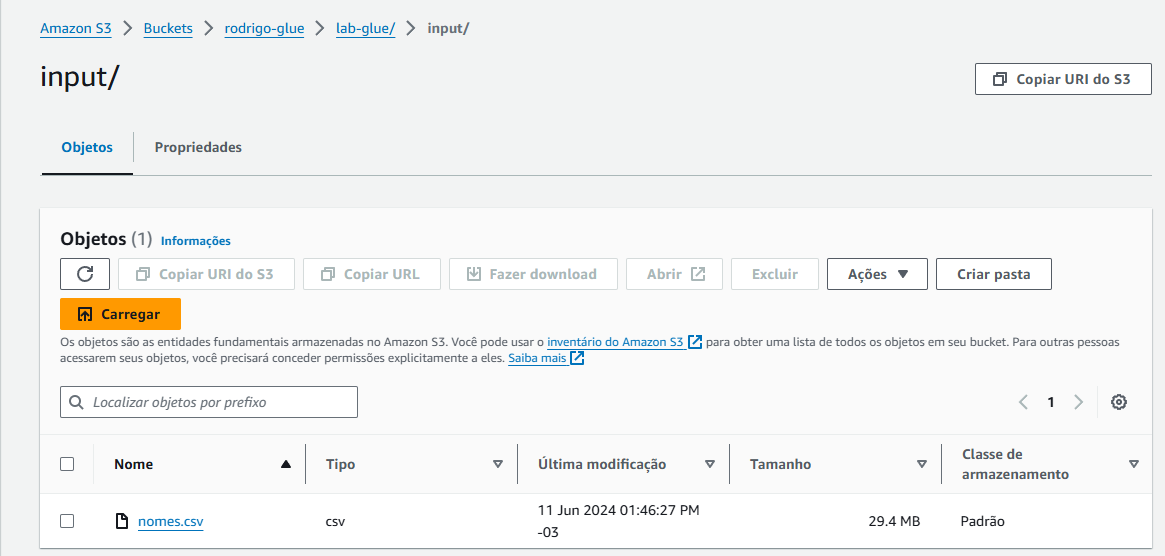 Amazon S3 > Buckets > rodrigo-glue > lab-glue/ > input/
input/
Copiar URI do S3
Objetos Propriedades
Objetos (1) Informações
Copiar URI do S3 Copiar URL Fazer download Abrir Excluir Ações Criar pasta
Carregar
Os objetos são as entidades fundamentais armazenadas no Amazon S3. Você pode usar o inventário do Amazon S3 para obter uma lista de todos os objetos em seu bucket. Para outras pessoas
acessarem seus objetos, você precisará conceder permissões explicitamente a eles. Saiba mais
Localizar objetos por prefixo
1
Nome Tipo Última modificação Tamanho Classe de
armazenamento
nomes.csv csv 11 Jun 2024 01:46:27 PM
-03 29.4 MB Padrão